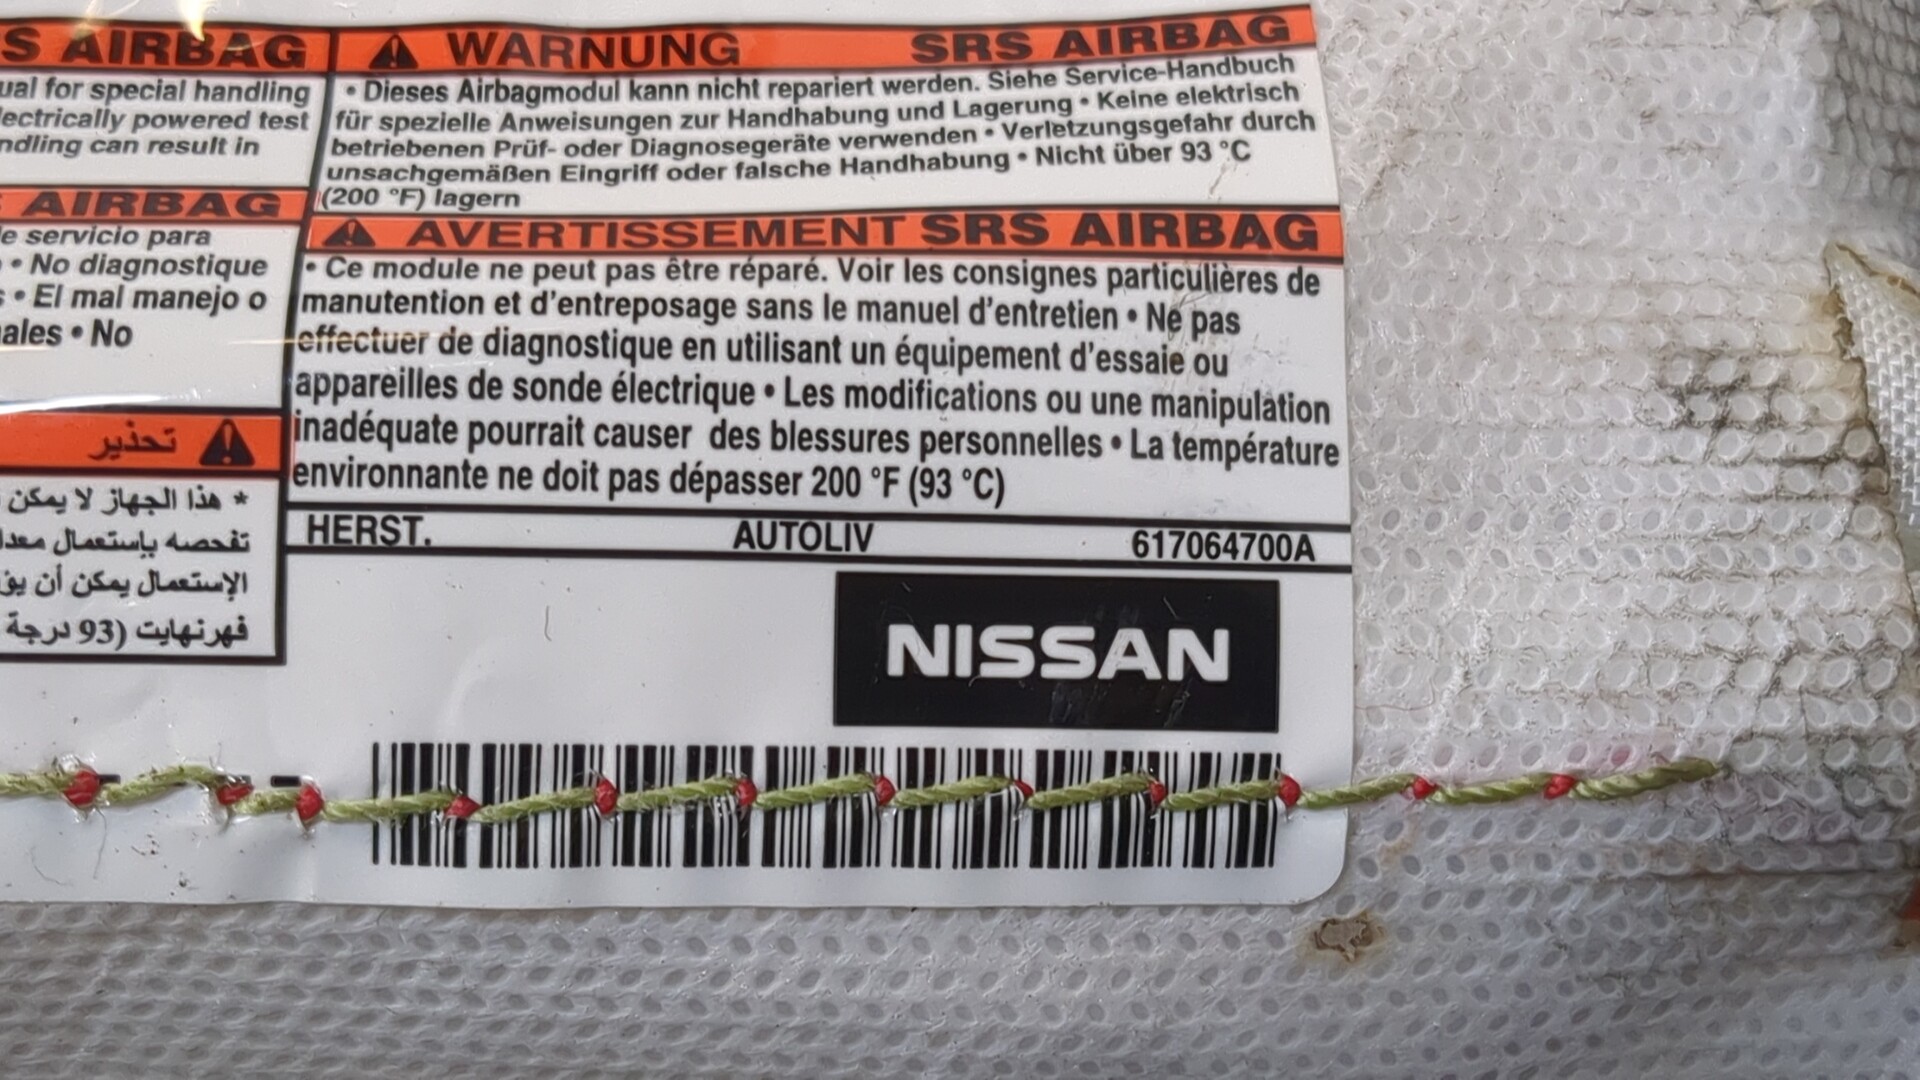 S AIRBAG
ual for special handling
lectrically powered test
ndling can result in
AIRBAG
e servicio para
• No diagnostique
• El mal manejo o
ales • No
تحذير
* هذا الجهاز لا يمكن
تفحصه بإستعمال معدا
الإستعمال يمكن أن يؤ
فهرنهايت (93 درجة
WARNUNG SRS AIRBAG
• Dieses Airbagmodul kann nicht repariert werden. Siehe Service-Handbuch
für spezielle Anweisungen zur Handhabung und Lagerung • Keine elektrisch
betriebenen Prüf- oder Diagnosegeräte verwenden • Verletzungsgefahr durch
unsachgemäßen Eingriff oder falsche Handhabung • Nicht über 93 °C
(200 °F) lagern
AVERTISSEMENT SRS AIRBAG
• Ce module ne peut pas être réparé. Voir les consignes particulières de
manutention et d'entreposage sans le manuel d'entretien • Ne pas
effectuer de diagnostique en utilisant un équipement d'essaie ou
appareilles de sonde électrique • Les modifications ou une manipulation
inadéquate pourrait causer des blessures personnelles • La température
environnante ne doit pas dépasser 200 °F (93 °C)
HERST. AUTOLIV 617064700A
NISSAN